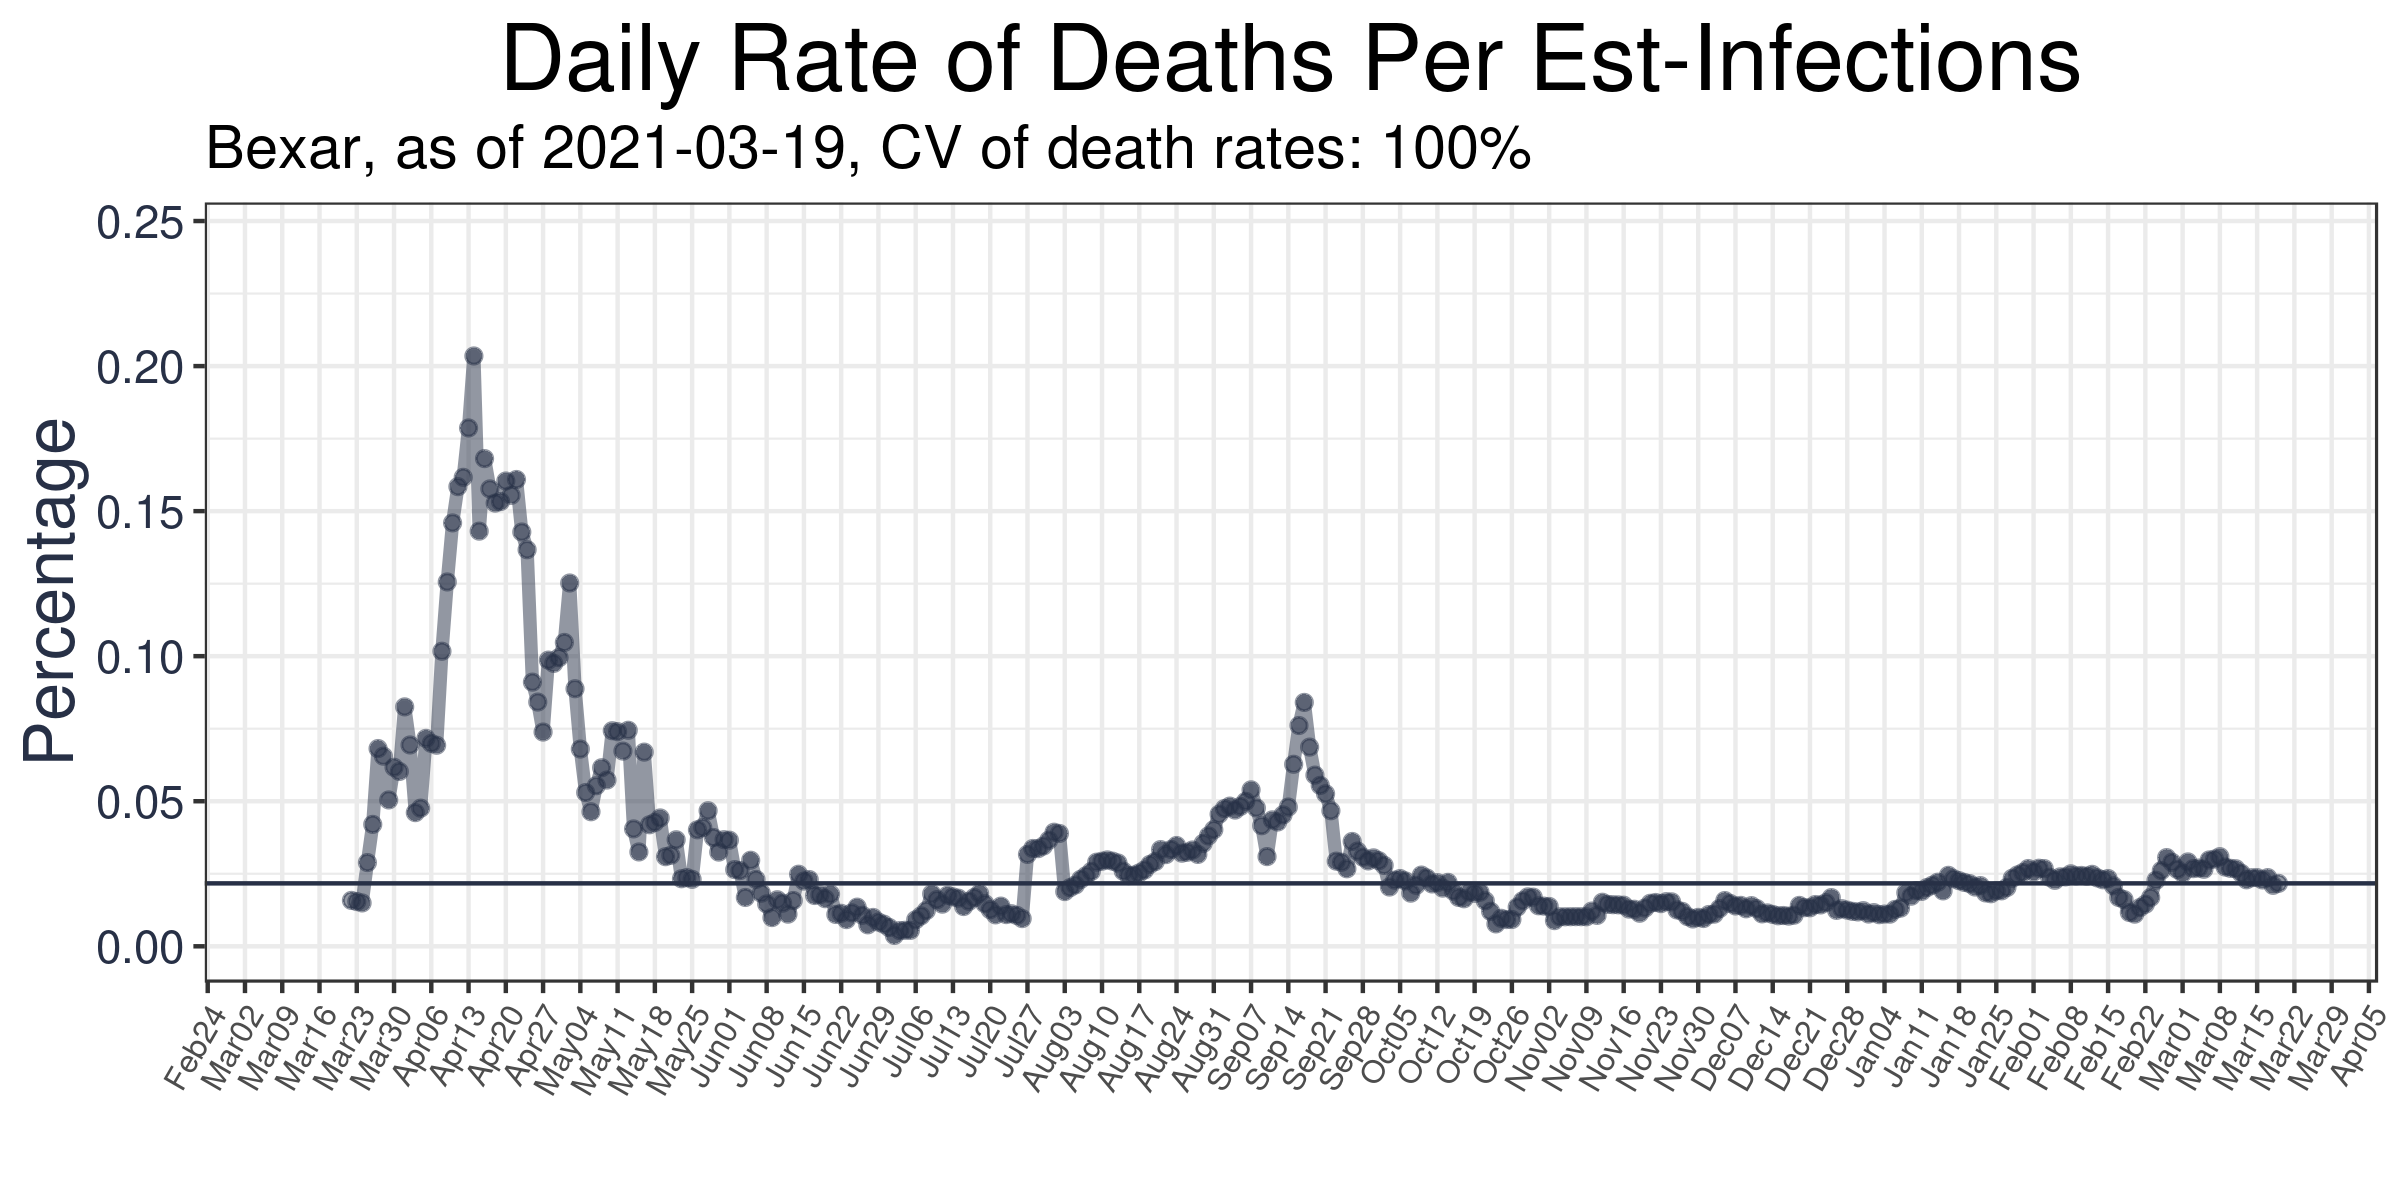 Daily Rate of Deaths Per Est-Infections
Bexar, as of 2021-03-19, CV of death rates: 100%
Percentage
0.25
0.20
0.15
0.10
0.05
0.00
Feb24
Mar02
Mar09
Mar16
Mar23
Mar30
Apr06
Apr13
Apr20
Apr27
May04
May11
May18
May25
Jun01
Jun08
Jun15
Jun22
Jun29
Jul06
Jul13
Jul20
Jul27
Aug03
Aug10
Aug17
Aug24
Aug31
Sep07
Sep14
Sep21
Sep28
Oct05
Oct12
Oct19
Oct26
Nov02
Nov09
Nov16
Nov23
Nov30
Dec07
Dec14
Dec21
Dec28
Jan04
Jan11
Jan18
Jan25
Feb01
Feb08
Feb15
Feb22
Mar01
Mar08
Mar15
Mar22
Mar29
Apr05